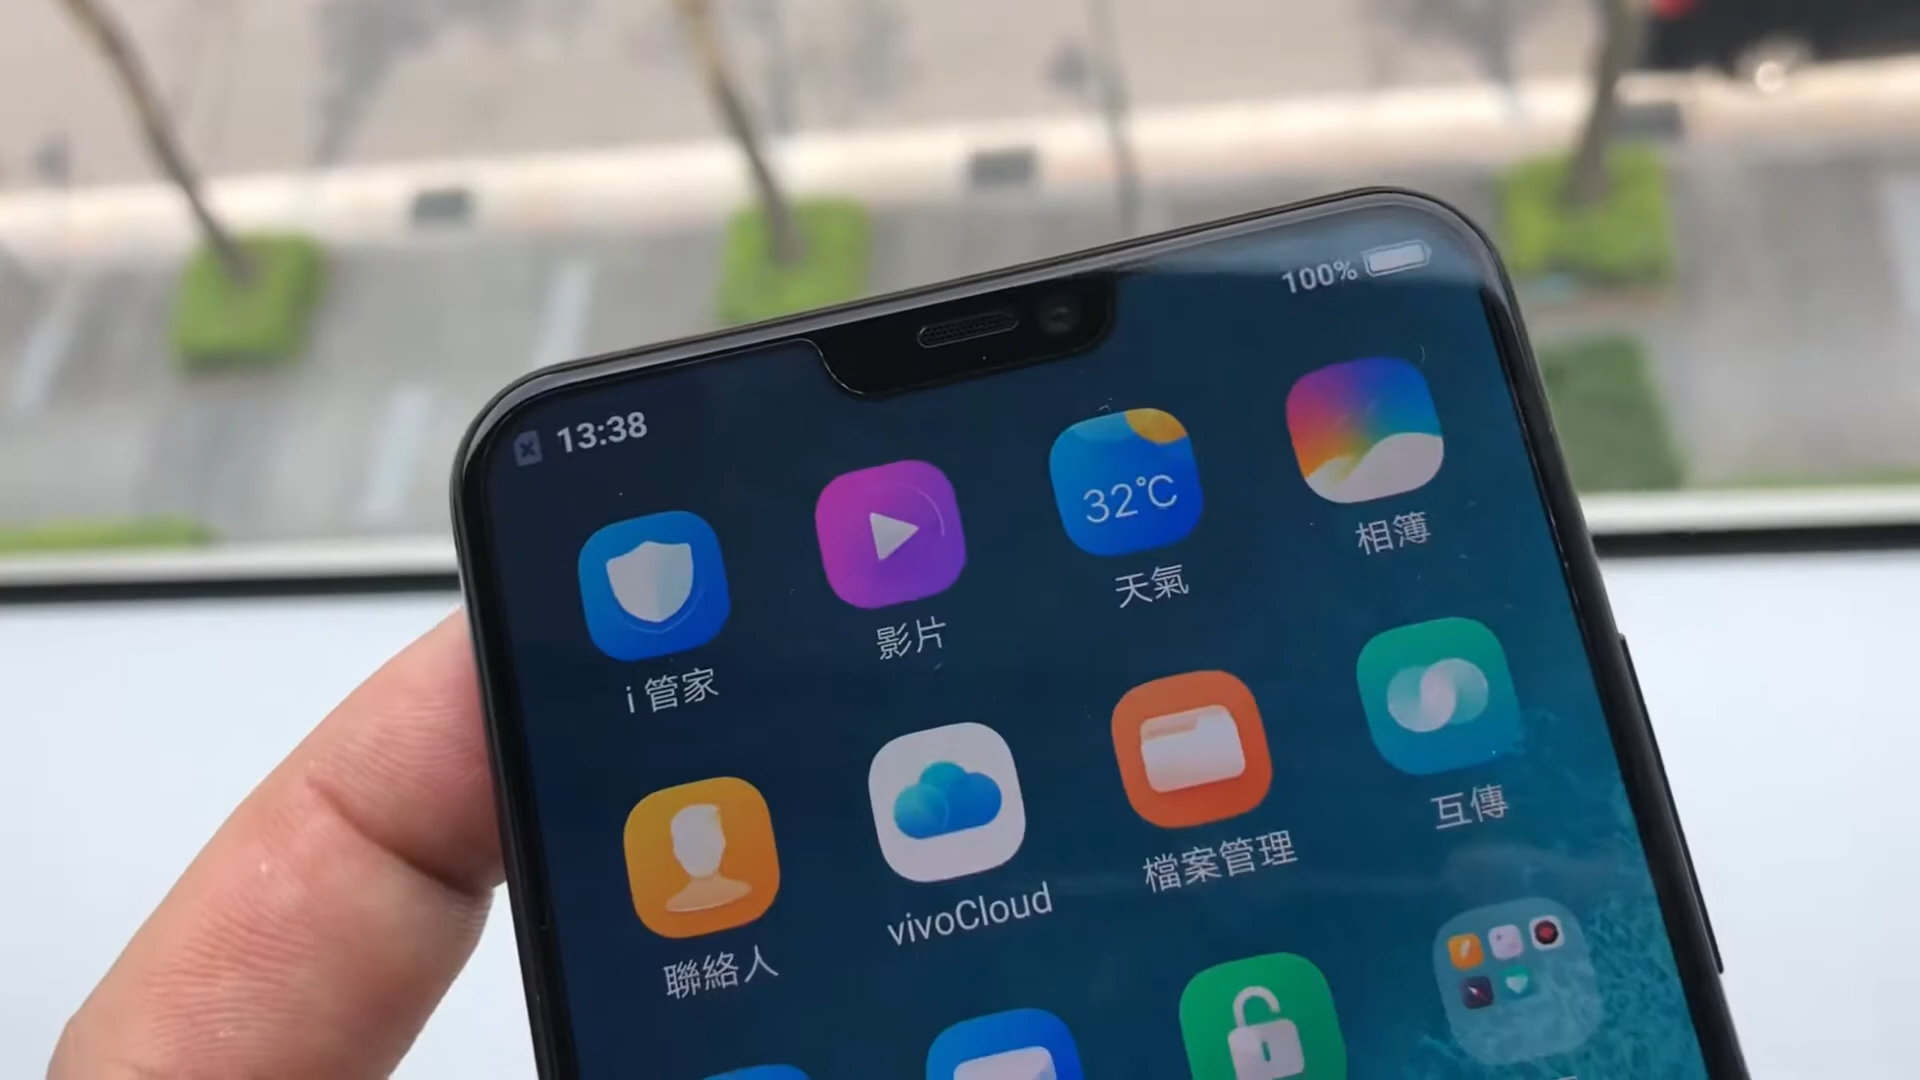 13:38
100%
i 管家
影片
32°C
天氣
相簿
聯絡人
vivoCloud
檔案管理
互傳